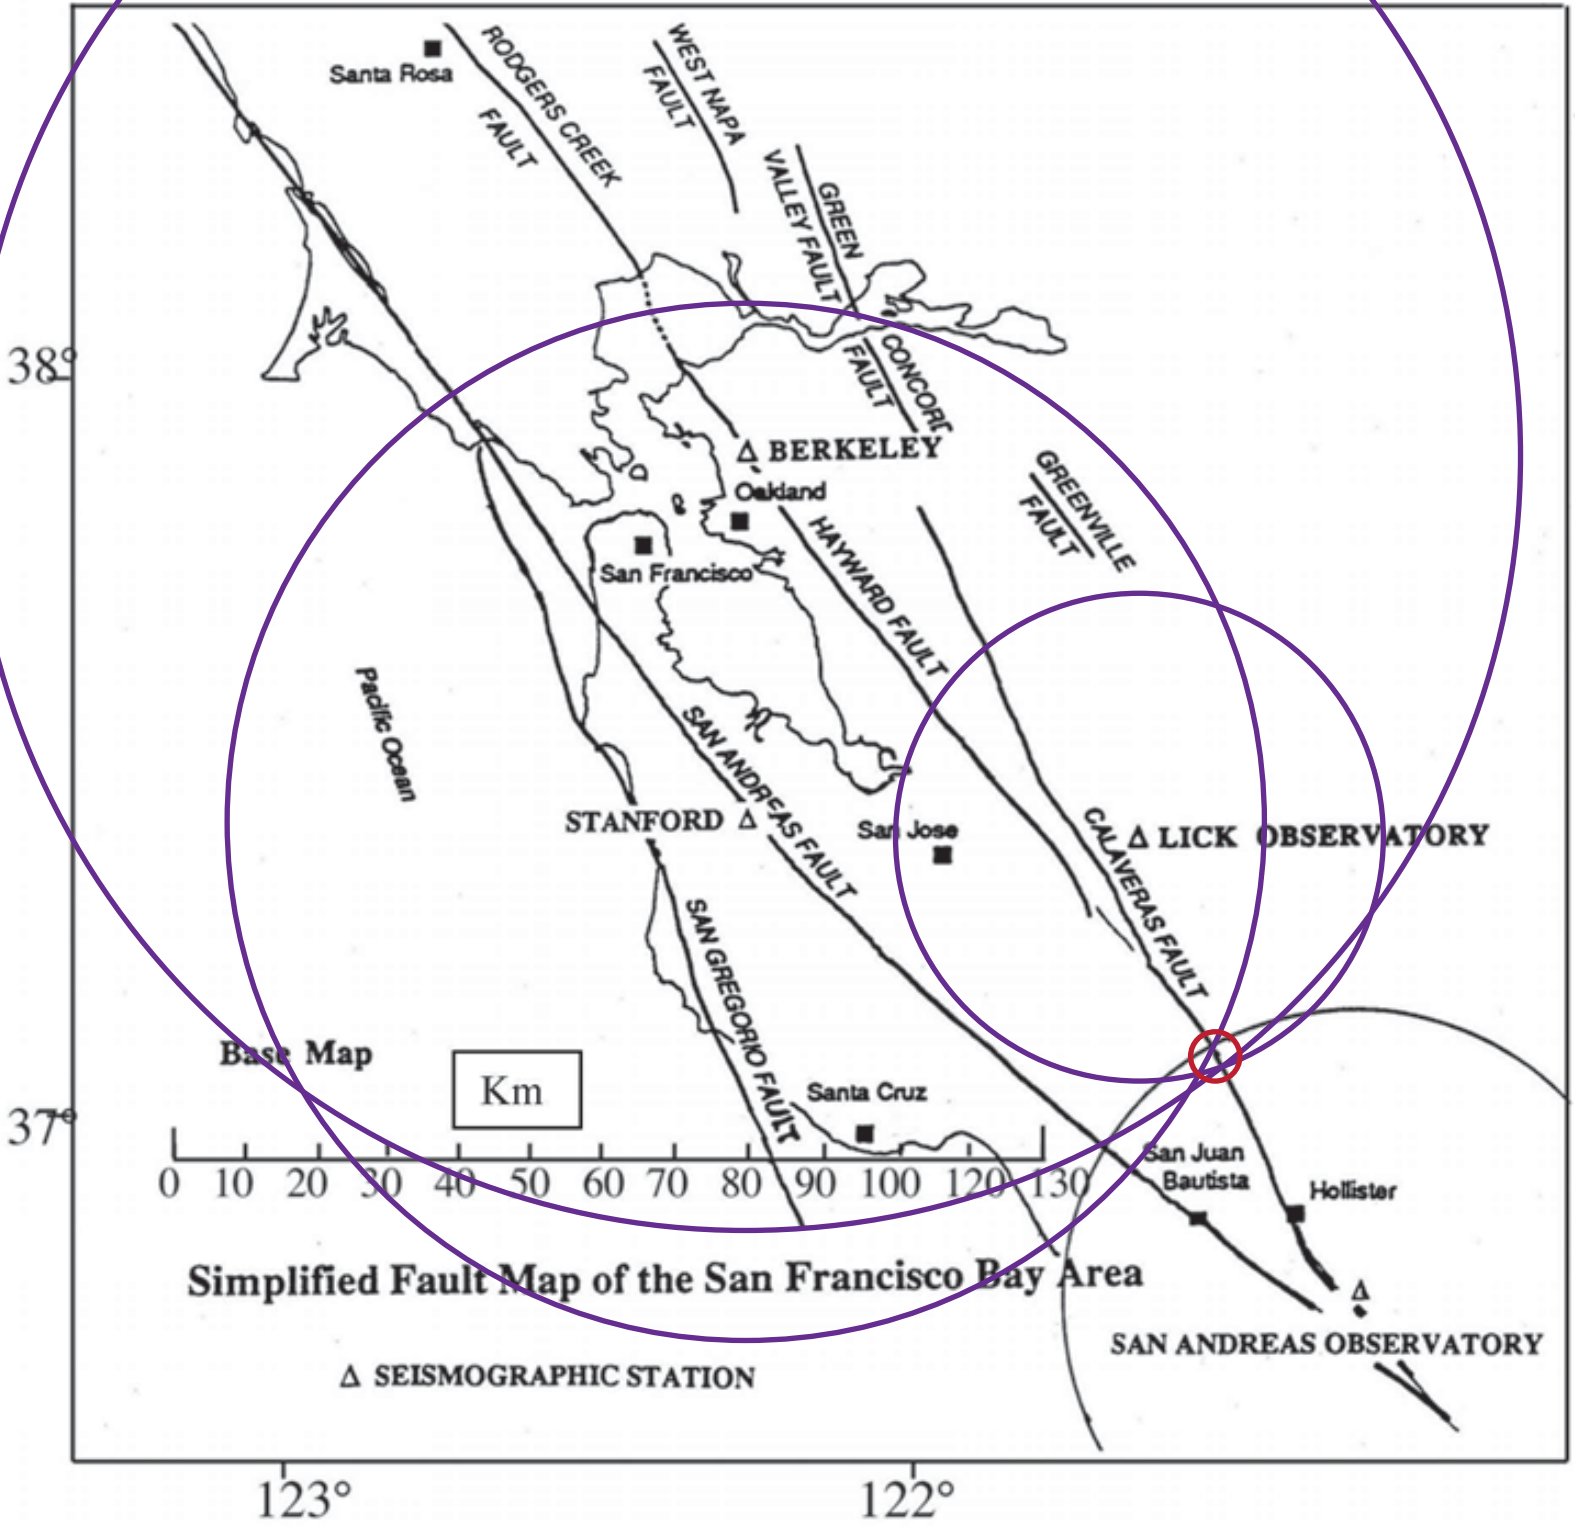 Santa Rosa
RODGERS CREEK
FAULT
WEST NAPA
FAULT
GREEN
VALLEY FAULT
38°
CONCORD
FAULT
Δ BERKELEY
Oakland
GREENVILLE
FAULT
San Francisco
HAYWARD FAULT
Pacific Ocean
SAN ANDREAS FAULT
STANFORD Δ
San Jose
CALAVERAS FAULT
Δ LICK OBSERVATORY
SAN GREGORIO FAULT
Base Map
Km
Santa Cruz
37°
San Juan
Bautista
Hollister
0 10 20 30 40 50 60 70 80 90 100 120 130
Simplified Fault Map of the San Francisco Bay Area
Δ
SAN ANDREAS OBSERVATORY
Δ SEISMOGRAPHIC STATION
123° 122°